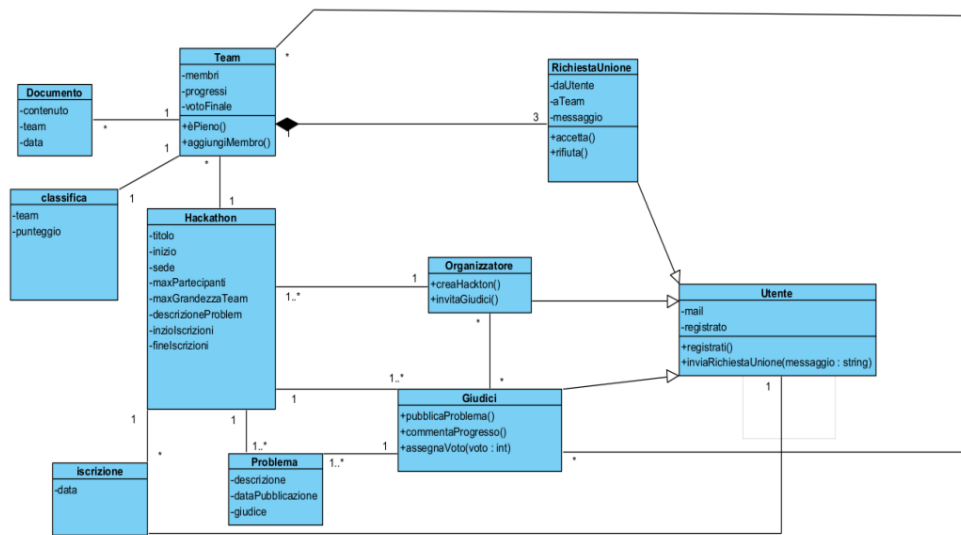 *
Team
-membri
-progressi
-votoFinale
+èPieno()
+aggiungiMembro()
RichiestaUnione
-daUtente
-aTeam
-messaggio
+accetta()
+rifiuta()
Documento
-contenuto
-team
-data
1
*
3
1
1
*
1
classifica
-team
-punteggio
Hackathon
-titolo
-inizio
-sede
-maxPartecipanti
-maxGrandezzaTeam
-descrizioneProblem
-inzioIscrizioni
-fineIscrizioni
Organizzatore
+creaHackton()
+invitaGiudici()
1
1..*
*
*
Utente
-mail
-registrato
+registrati()
+inviaRichiestaUnione(messaggio : string)
1
1..*
1
Giudici
+pubblicaProblema()
+commentaProgresso()
+assegnaVoto(voto : int)
*
1
1
1..*
1
1..*
*
iscrizione
-data
Problema
-descrizione
-dataPubblicazione
-giudice